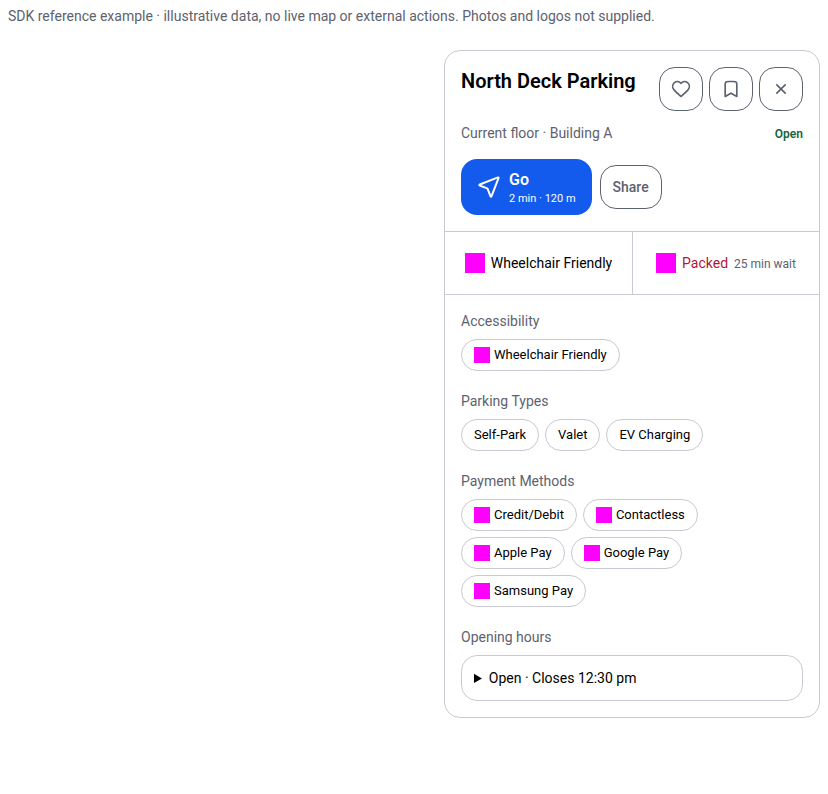 SDK reference example · illustrative data, no live map or external actions. Photos and logos not supplied.
North Deck Parking
Current floor · Building A
Open
Go
2 min · 120 m
Share
Wheelchair Friendly
Packed 25 min wait
Accessibility
Wheelchair Friendly
Parking Types
Self-Park Valet EV Charging
Payment Methods
Credit/Debit Contactless
Apple Pay Google Pay
Samsung Pay
Opening hours
Open · Closes 12:30 pm